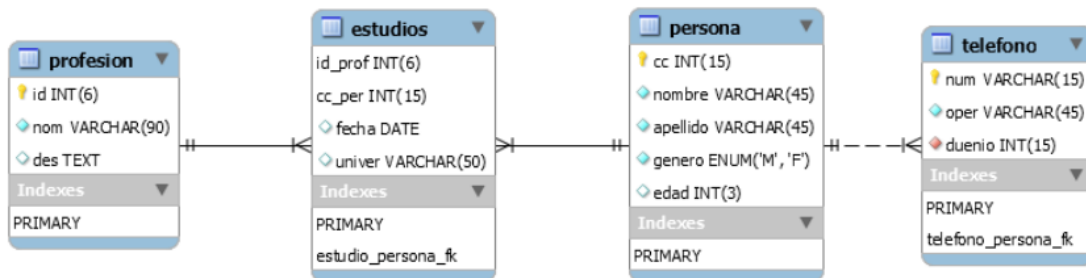 profesion
id INT(6)
nom VARCHAR(90)
des TEXT
Indexes
PRIMARY
estudios
id_prof INT(6)
cc_per INT(15)
fecha DATE
univer VARCHAR(50)
Indexes
PRIMARY
estudio_persona_fk
persona
cc INT(15)
nombre VARCHAR(45)
apellido VARCHAR(45)
genero ENUM('M', 'F')
edad INT(3)
Indexes
PRIMARY
telefono
num VARCHAR(15)
oper VARCHAR(45)
duenio INT(15)
Indexes
PRIMARY
telefono_persona_fk